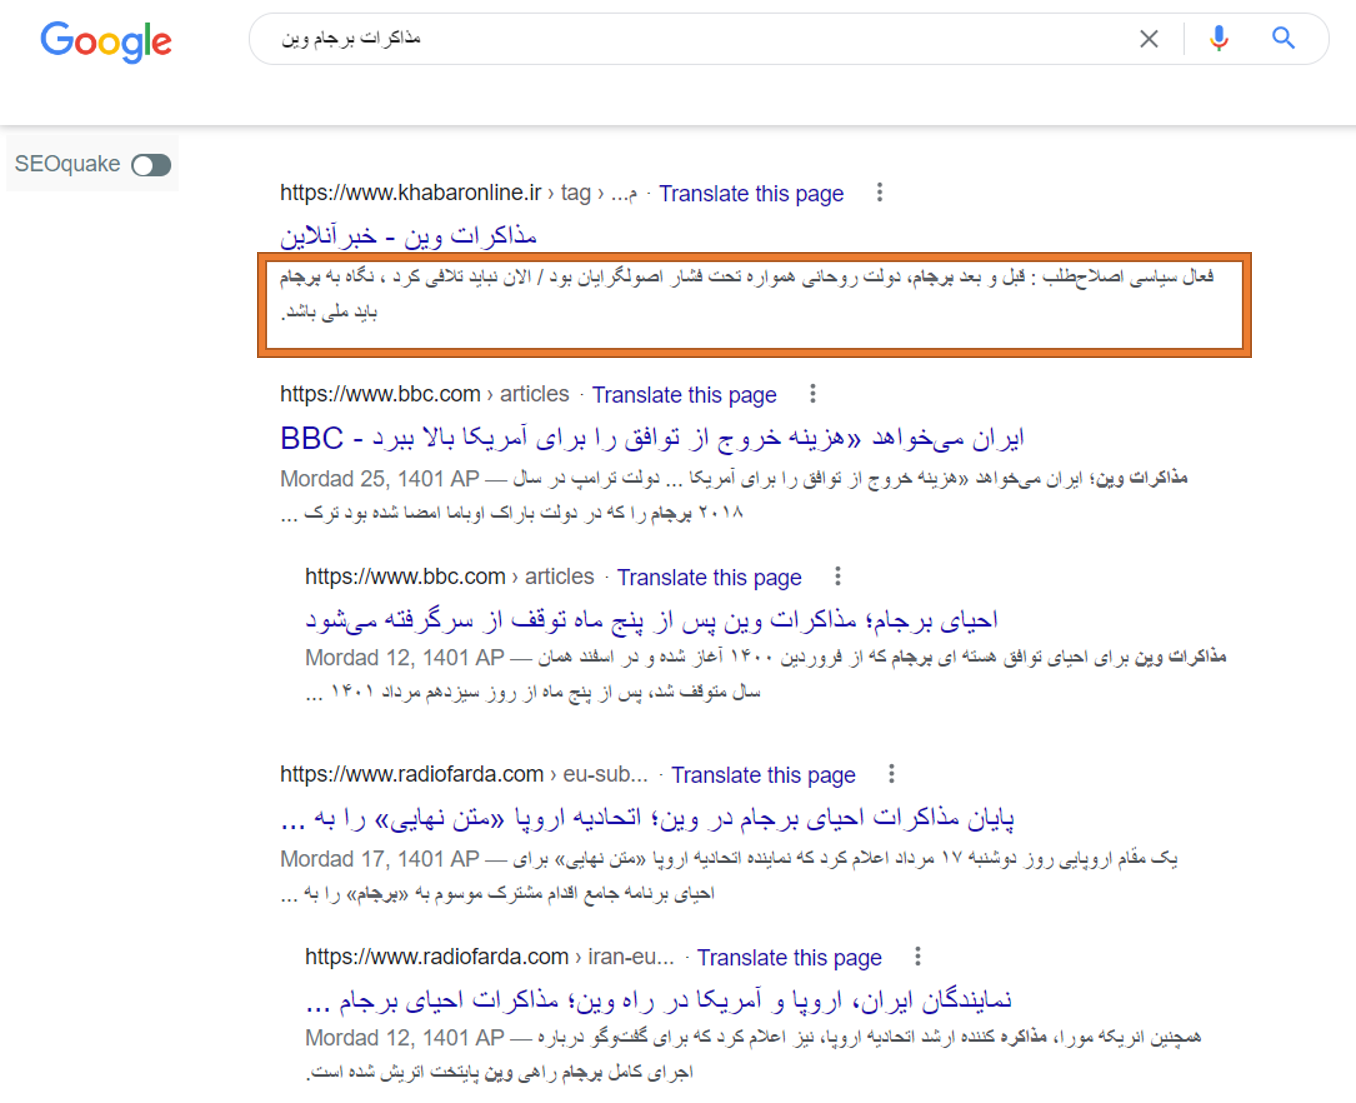 Google
مذاکرات برجام وین
SEOquake
https://www.khabaronline.ir › tag › ...م · Translate this page
مذاکرات وین - خبرآنلاین
فعال سیاسی اصلاح‌طلب : قبل و بعد برجام، دولت روحانی همواره تحت فشار اصولگرایان بود / الان نباید تلافی کرد ، نگاه به برجام
باید ملی باشد.
https://www.bbc.com › articles · Translate this page
ایران می‌خواهد «هزینه خروج از توافق را برای آمریکا بالا ببرد - BBC
Mordad 25, 1401 AP — مذاکرات وین؛ ایران می‌خواهد «هزینه خروج از توافق را برای آمریکا ... دولت ترامپ در سال
۲۰۱۸ برجام را که در دولت باراک اوباما امضا شده بود ترک ...
https://www.bbc.com › articles · Translate this page
احیای برجام؛ مذاکرات وین پس از پنج ماه توقف از سرگرفته می‌شود
Mordad 12, 1401 AP — مذاکرات وین برای احیای توافق هسته ای برجام که از فروردین ۱۴۰۰ آغاز شده و در اسفند همان
سال متوقف شد، پس از پنج ماه از روز سیزدهم مرداد ۱۴۰۱ ...
https://www.radiofarda.com › eu-sub... · Translate this page
پایان مذاکرات احیای برجام در وین؛ اتحادیه اروپا «متن نهایی» را به ...
Mordad 17, 1401 AP — یک مقام اروپایی روز دوشنبه ۱۷ مرداد اعلام کرد که نماینده اتحادیه اروپا «متن نهایی» برای
احیای برنامه جامع اقدام مشترک موسوم به «برجام» را به ...
https://www.radiofarda.com › iran-eu... · Translate this page
نمایندگان ایران، اروپا و آمریکا در راه وین؛ مذاکرات احیای برجام ...
Mordad 12, 1401 AP — همچنین انریکه مورا، مذاکره کننده ارشد اتحادیه اروپا، نیز اعلام کرد که برای گفت‌وگو درباره
اجرای کامل برجام راهی وین پایتخت اتریش شده است.